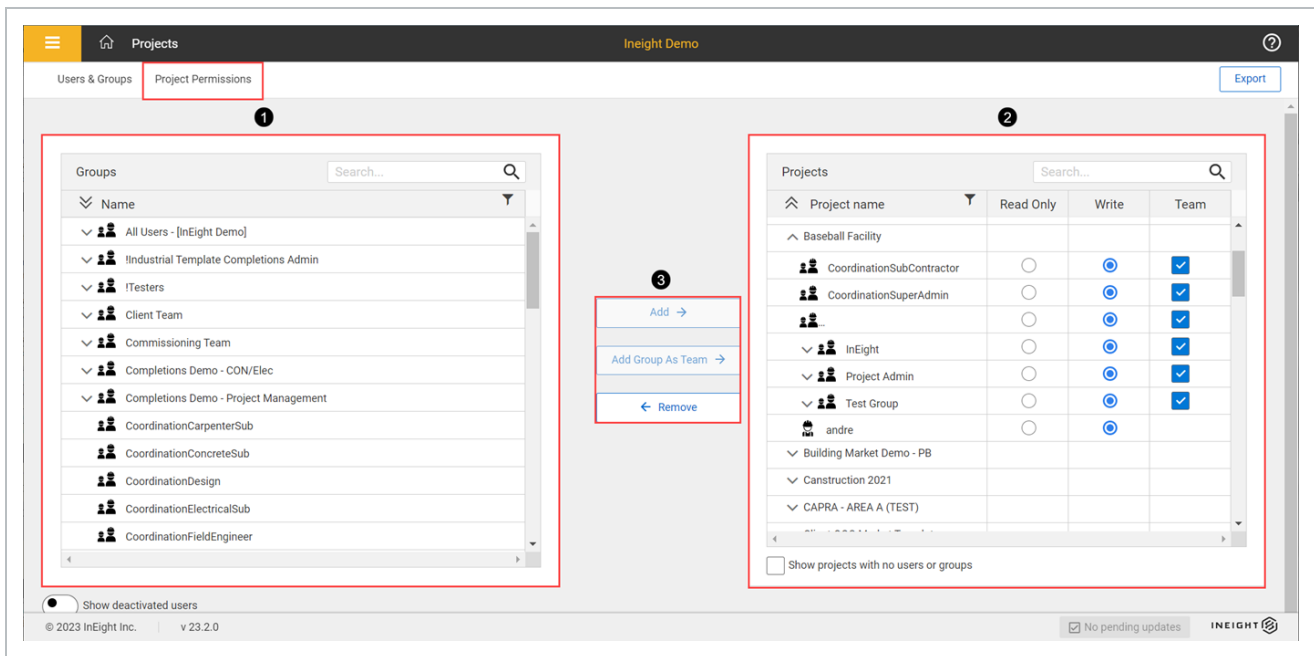 Projects
Ineight Demo
Users & Groups
Project Permissions
Export
1
2
Groups
Search...
Name
All Users - [InEight Demo]
!Industrial Template Completions Admin
!Testers
Client Team
Commissioning Team
Completions Demo - CON/Elec
Completions Demo - Project Management
CoordinationCarpenterSub
CoordinationConcreteSub
CoordinationDesign
CoordinationElectricalSub
CoordinationFieldEngineer
Show deactivated users
3
Add
Add Group As Team
Remove
Projects
Search...
Project name Read Only Write Team
Baseball Facility
CoordinationSubContractor
CoordinationSuperAdmin
...
InEight
Project Admin
Test Group
andre
Building Market Demo - PB
Canstruction 2021
CAPRA - AREA A (TEST)
Show projects with no users or groups
© 2023 InEight Inc. v 23.2.0
No pending updates
INEIGHT